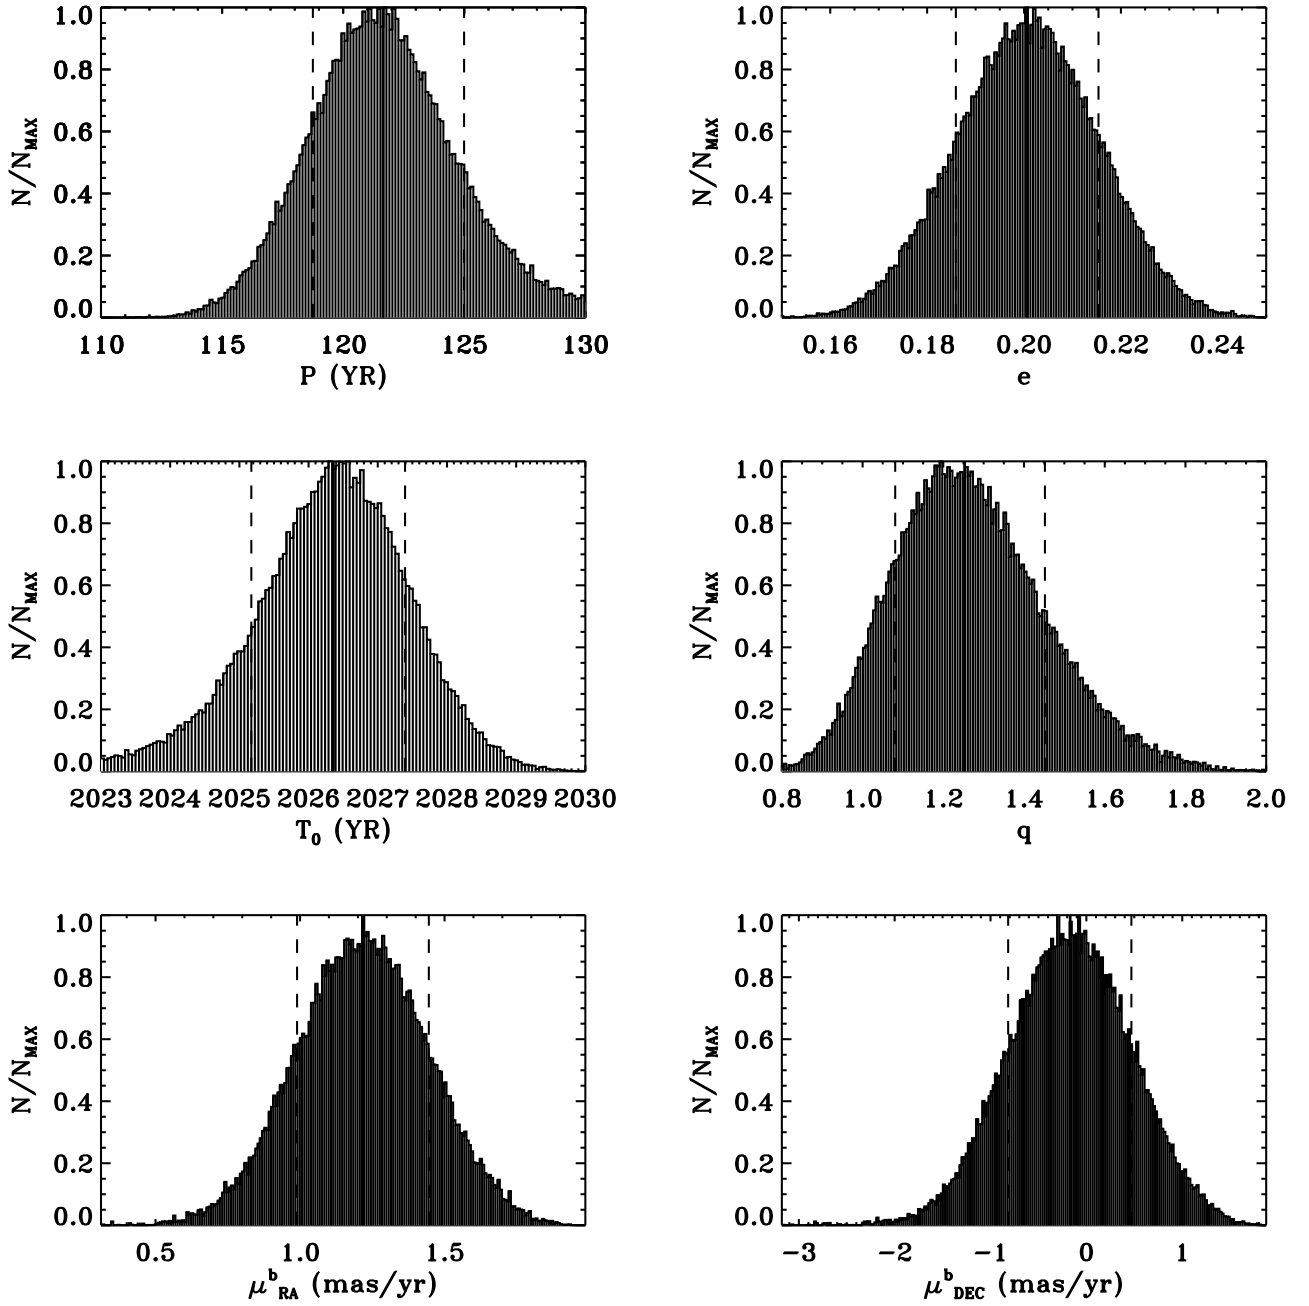 1.0
0.8
0.6
0.4
0.2
0.0
N/N_MAX
110 115 120 125 130
P (YR)
1.0
0.8
0.6
0.4
0.2
0.0
N/N_MAX
0.16 0.18 0.20 0.22 0.24
e
1.0
0.8
0.6
0.4
0.2
0.0
N/N_MAX
2023 2024 2025 2026 2027 2028 2029 2030
T_0 (YR)
1.0
0.8
0.6
0.4
0.2
0.0
N/N_MAX
0.8 1.0 1.2 1.4 1.6 1.8 2.0
q
1.0
0.8
0.6
0.4
0.2
0.0
N/N_MAX
0.5 1.0 1.5
μ^b_RA (mas/yr)
1.0
0.8
0.6
0.4
0.2
0.0
N/N_MAX
-3 -2 -1 0 1
μ^b_DEC (mas/yr)